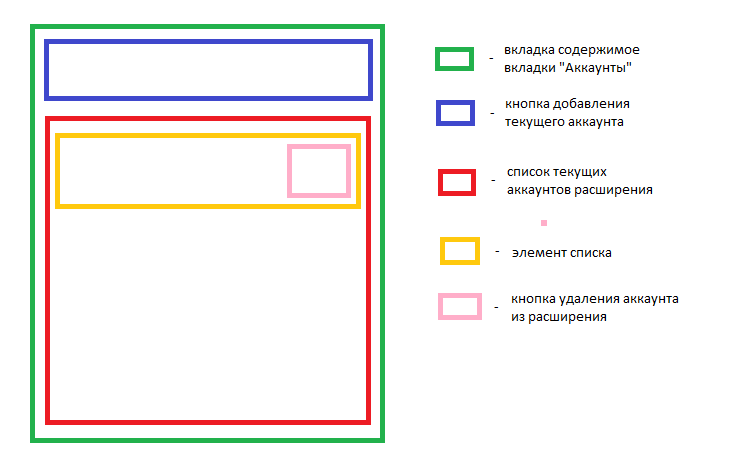 - вкладка содержимое
вкладки "Аккаунты"
- кнопка добавления
текущего аккаунта
- список текущих
аккаунтов расширения
- элемент списка
- кнопка удаления аккаунта
из расширения